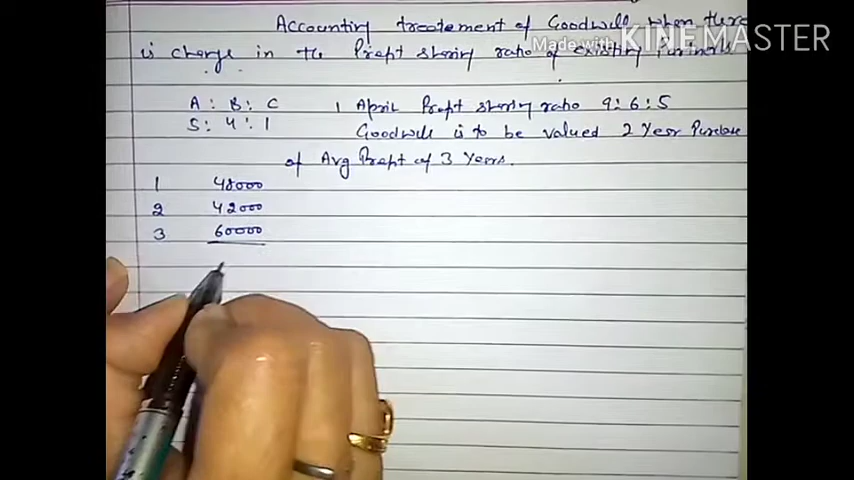 Accounting treatement of Goodwill when there
is change in the Profit sharing ratio of existing Partners
Made with KINEMASTER
A : B : C 1 April Profit sharing ratio 9 : 6 : 5
5 : 4 : 1 Goodwill is to be valued 2 Year Purchase
of Avg Profit of 3 Years.
1 48000
2 42000
3 60000